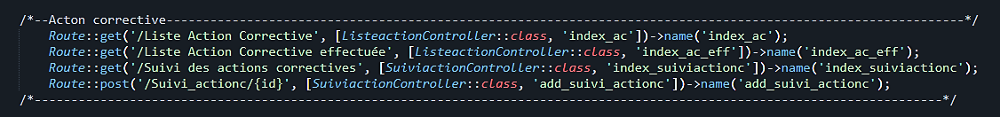 /*--Acton corrective-----------------------------------------------------------------------------------------------------------*/
Route::get('/Liste Action Corrective', [ListeactionController::class, 'index_ac'])->name('index_ac');
Route::get('/Liste Action Corrective effectuée', [ListeactionController::class, 'index_ac_eff'])->name('index_ac_eff');
Route::get('/Suivi des actions correctives', [SuiviactionController::class, 'index_suiviactionc'])->name('index_suiviactionc');
Route::post('/Suivi_actionc/{id}', [SuiviactionController::class, 'add_suivi_actionc'])->name('add_suivi_actionc');
/*----------------------------------------------------------------------------------------------------------------------------*/